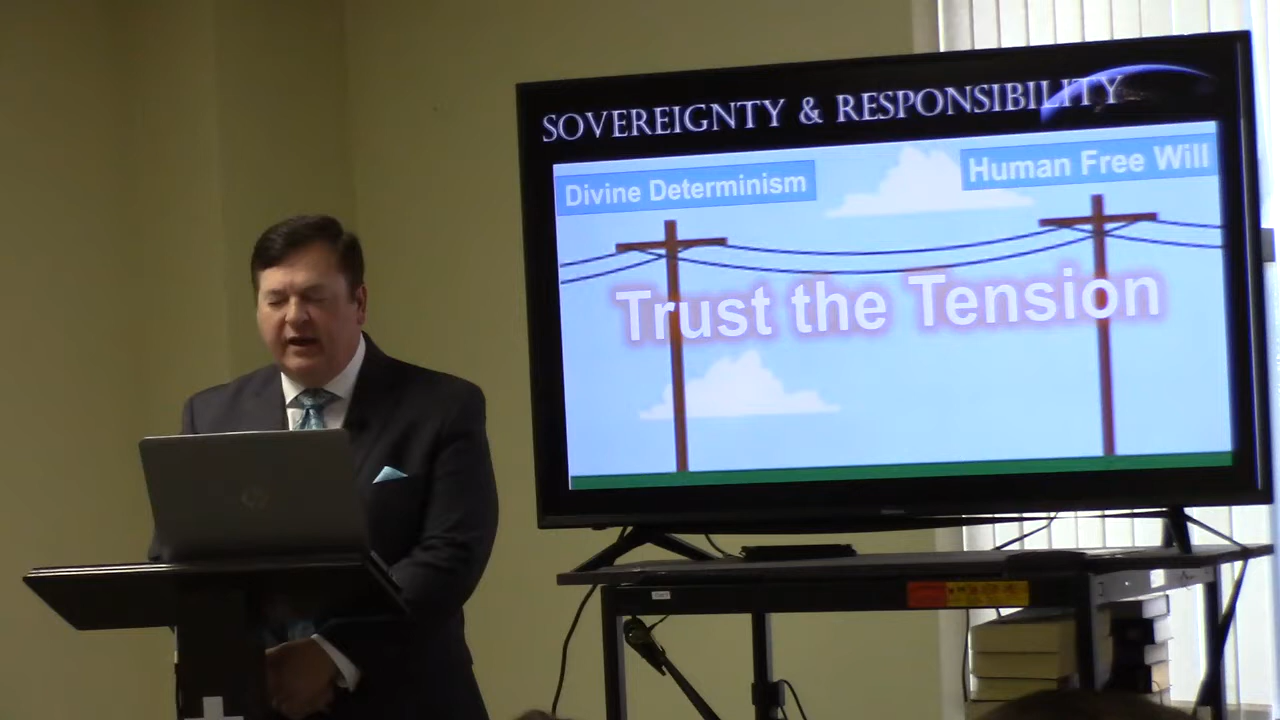 SOVEREIGNTY & RESPONSIBILITY
Divine Determinism
Human Free Will
Trust the Tension